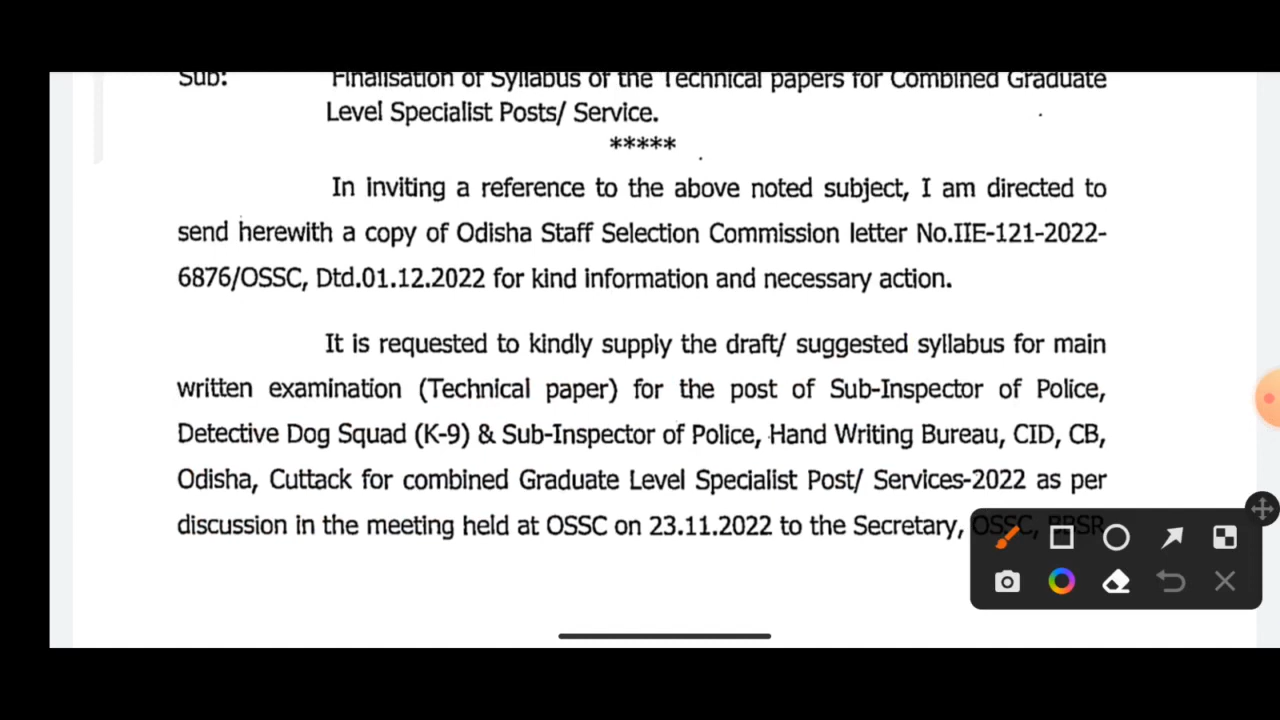 Sub: Finalisation of Syllabus of the Technical papers for Combined Graduate
Level Specialist Posts/ Service.
*****
In inviting a reference to the above noted subject, I am directed to
send herewith a copy of Odisha Staff Selection Commission letter No.IIE-121-2022-
6876/OSSC, Dtd.01.12.2022 for kind information and necessary action.
It is requested to kindly supply the draft/ suggested syllabus for main
written examination (Technical paper) for the post of Sub-Inspector of Police,
Detective Dog Squad (K-9) & Sub-Inspector of Police, Hand Writing Bureau, CID, CB,
Odisha, Cuttack for combined Graduate Level Specialist Post/ Services-2022 as per
discussion in the meeting held at OSSC on 23.11.2022 to the Secretary, OSSC,